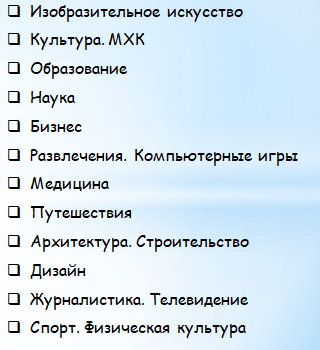 Изобразительное искусство
Культура. МХК
Образование
Наука
Бизнес
Развлечения. Компьютерные игры
Медицина
Путешествия
Архитектура. Строительство
Дизайн
Журналистика. Телевидение
Спорт. Физическая культура